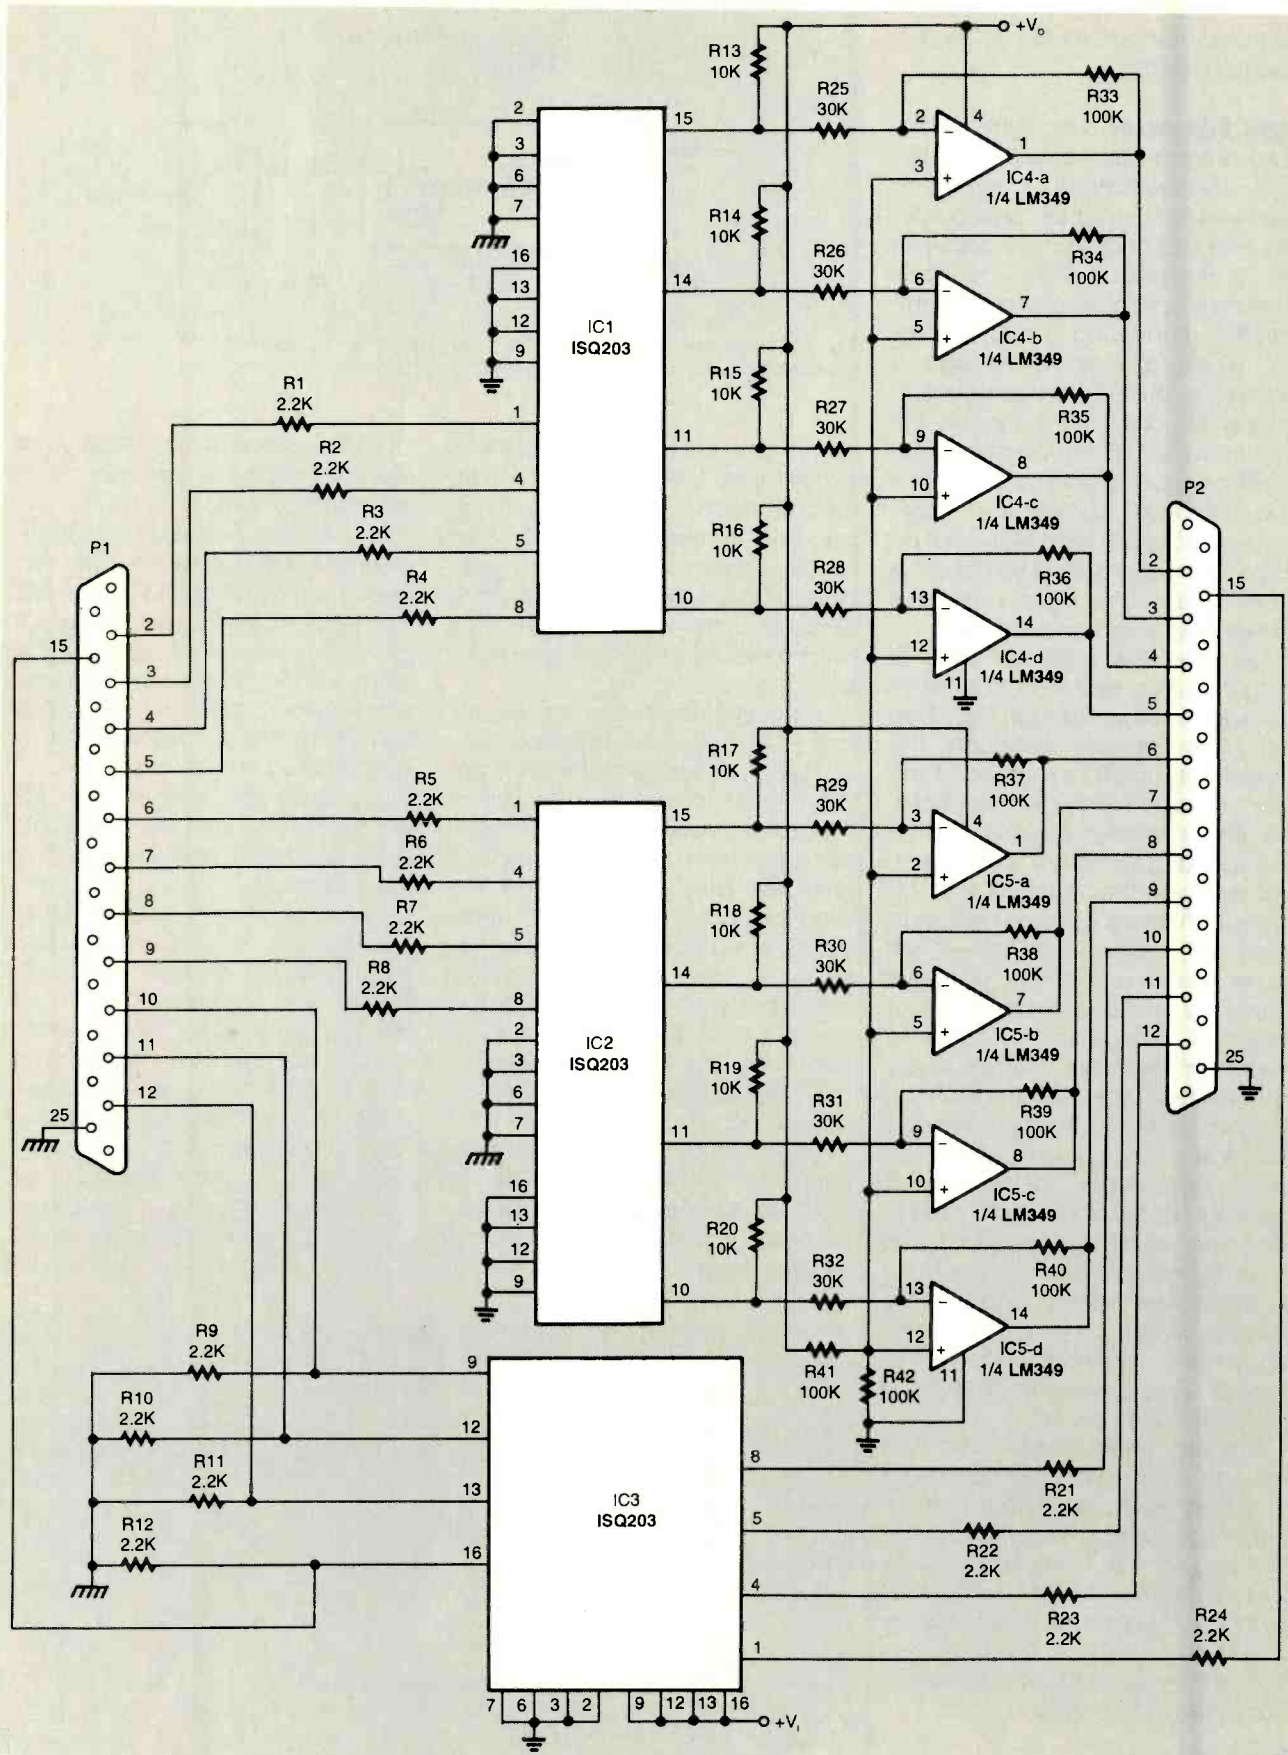 +Vo
R13
10K
R25
30K
R33
100K
2
3
6
7
16
13
12
9
15
2
4
1
3
IC4-a
1/4 LM349
R14
10K
R26
30K
R34
100K
14
6
7
5
IC4-b
1/4 LM349
IC1
ISQ203
R15
10K
R27
30K
R35
100K
11
9
8
10
IC4-c
1/4 LM349
R1
2.2K
1
R2
2.2K
4
R3
2.2K
5
R4
2.2K
8
R16
10K
R28
30K
R36
100K
10
13
14
12
11
IC4-d
1/4 LM349
P1
2
15
3
4
5
6
7
8
9
10
11
12
25
P2
2
15
3
4
5
6
7
8
9
10
11
12
25
R5
2.2K
1
R6
2.2K
4
R7
2.2K
5
R8
2.2K
8
2
3
6
7
16
13
12
9
IC2
ISQ203
R17
10K
R29
30K
R37
100K
15
3
4
1
2
IC5-a
1/4 LM349
R18
10K
R30
30K
R38
100K
14
6
7
5
IC5-b
1/4 LM349
R19
10K
R31
30K
R39
100K
11
9
8
10
IC5-c
1/4 LM349
R20
10K
R32
30K
R40
100K
10
13
14
12
11
IC5-d
1/4 LM349
R41
100K
R42
100K
R9
2.2K
9
R10
2.2K
12
R11
2.2K
13
R12
2.2K
16
IC3
ISQ203
8
R21
2.2K
5
R22
2.2K
4
R23
2.2K
1
R24
2.2K
7 6 3 2 9 12 13 16
+V₁